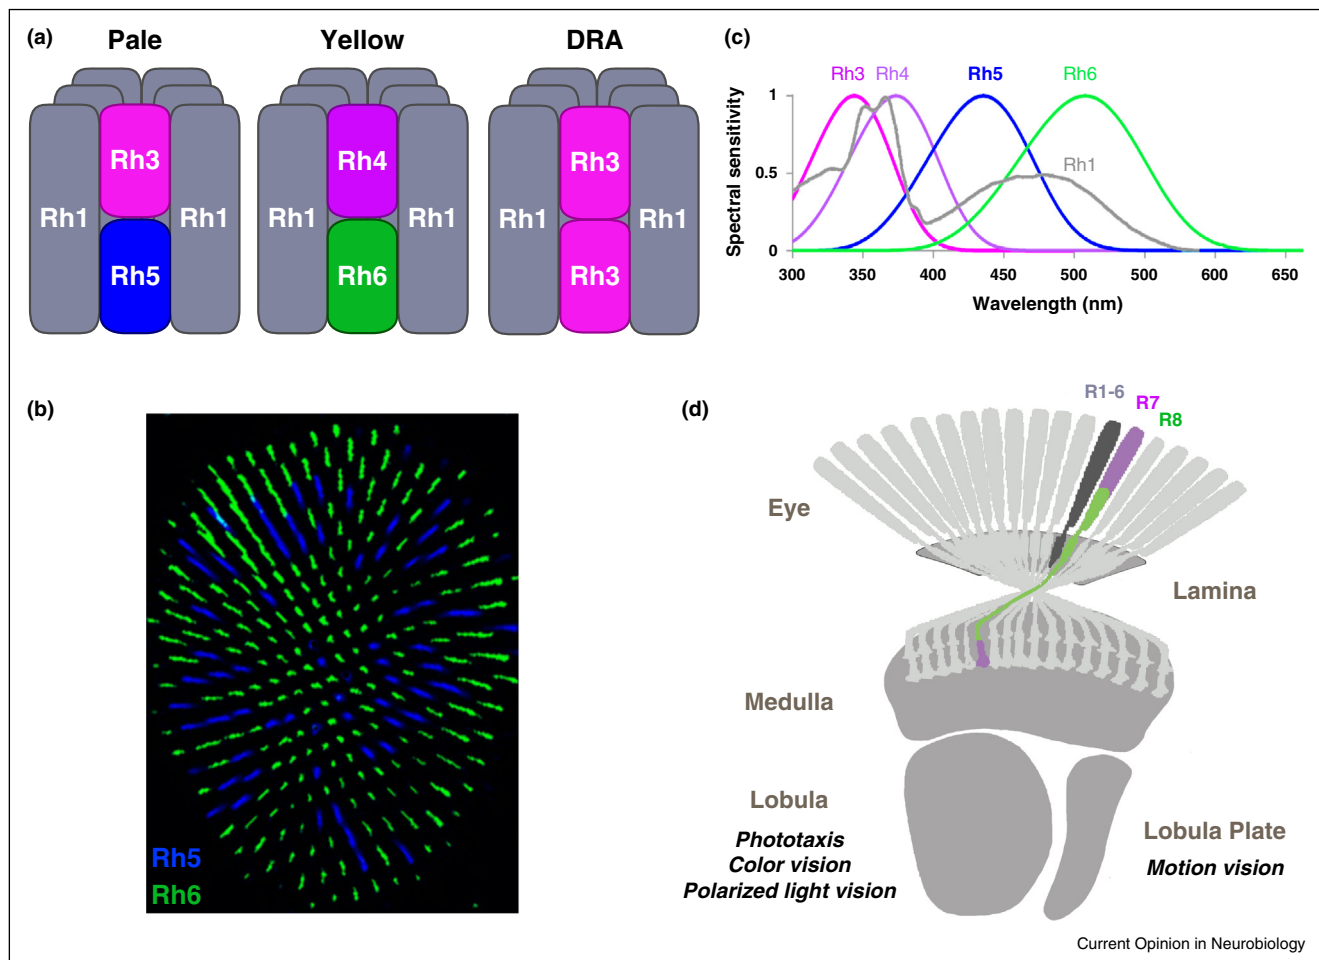 (a)
Pale
Yellow
DRA
Rh1
Rh3
Rh5
Rh1
Rh1
Rh4
Rh6
Rh1
Rh1
Rh3
Rh3
Rh1
(c)
Rh3
Rh4
Rh5
Rh6
Rh1
Spectral sensitivity
1
0.5
0
300 350 400 450 500 500 600 650
Wavelength (nm)
(b)
Rh5
Rh6
(d)
R1-6
R7
R8
Eye
Lamina
Medulla
Lobula
Phototaxis
Color vision
Polarized light vision
Lobula Plate
Motion vision
Current Opinion in Neurobiology